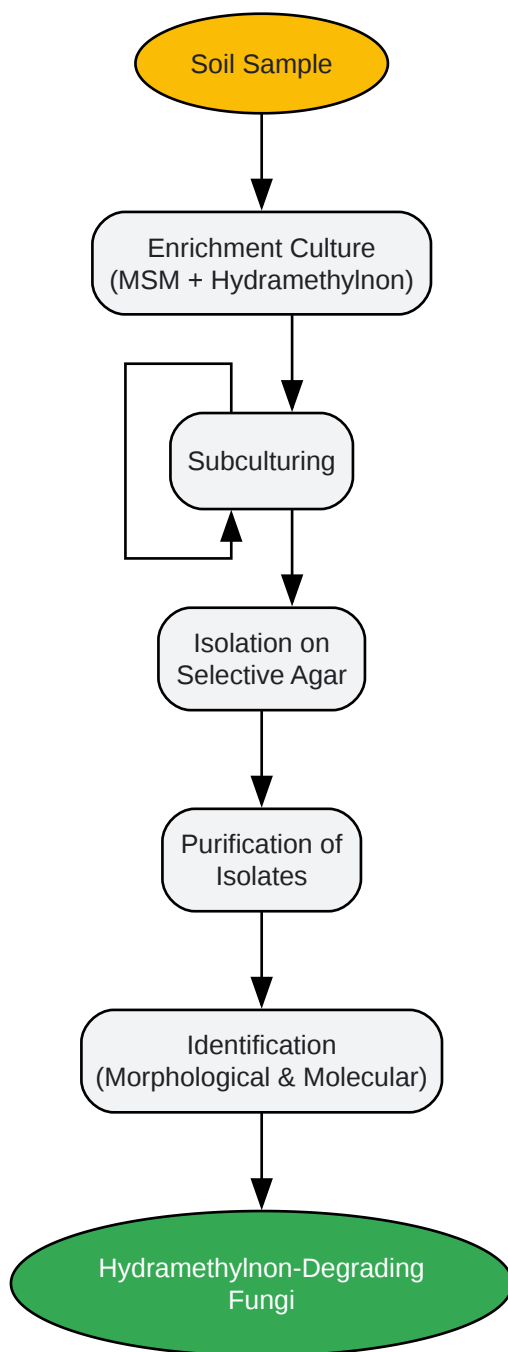 Soil Sample
Enrichment Culture
(MSM + Hydramethylnon)
Subculturing
Isolation on
Selective Agar
Purification of
Isolates
Identification
(Morphological & Molecular)
Hydramethylnon-Degrading
Fungi